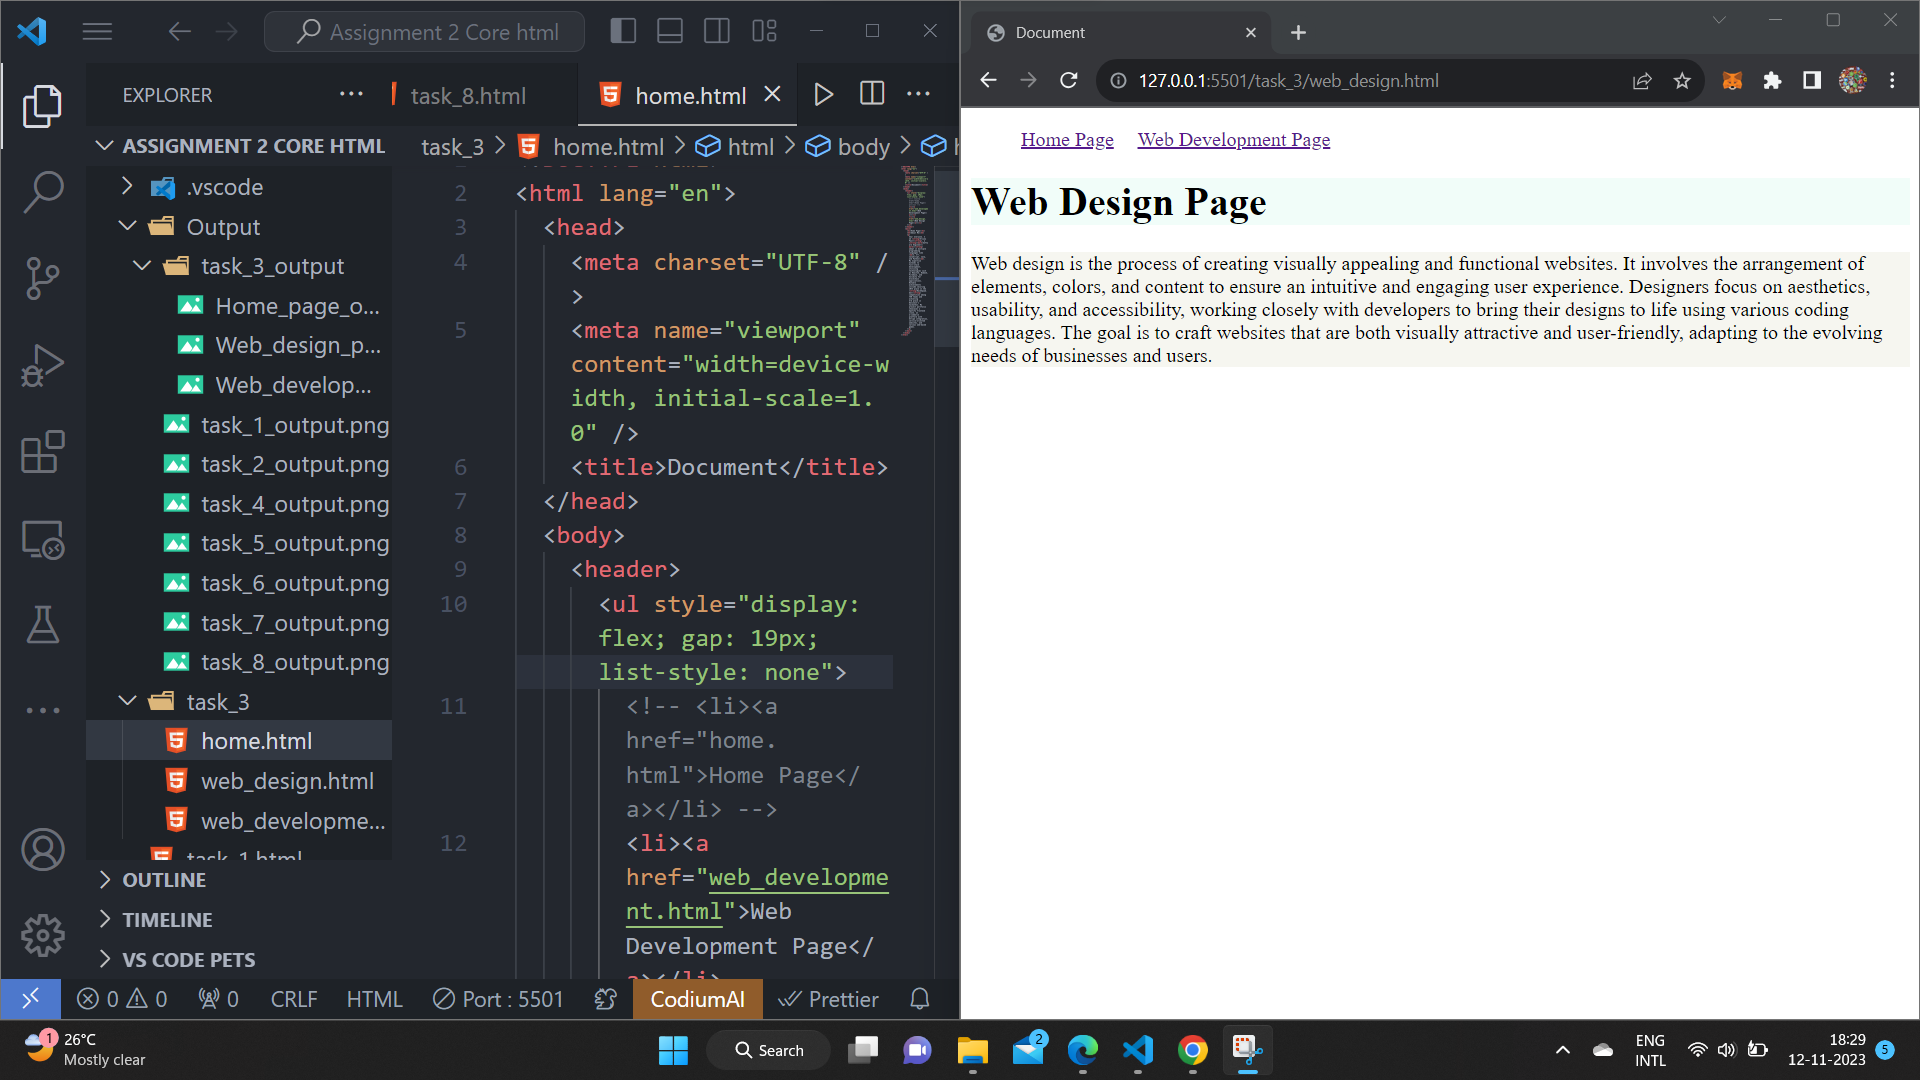 Assignment 2 Core html
EXPLORER
task_8.html
home.html
ASSIGNMENT 2 CORE HTML
task_3 > home.html > html > body >
.vscode
Output
task_3_output
Home_page_o...
Web_design_p...
Web_develop...
task_1_output.png
task_2_output.png
task_4_output.png
task_5_output.png
task_6_output.png
task_7_output.png
task_8_output.png
task_3
home.html
web_design.html
web_developme...
task_1.html
OUTLINE
TIMELINE
VS CODE PETS
2 <html lang="en">
3 <head>
4 <meta charset="UTF-8" /
>
5 <meta name="viewport"
content="width=device-w
idth, initial-scale=1.
0" />
6 <title>Document</title>
7 </head>
8 <body>
9 <header>
10 <ul style="display:
flex; gap: 19px;
list-style: none">
11 <!-- <li><a
href="home.
html">Home Page</
a></li> -->
12 <li><a
href="web_developme
nt.html">Web
Development Page</
a></li>
0 0 0 CRLF HTML Port : 5501 CodiumAI Prettier
Document
127.0.0.1:5501/task_3/web_design.html
Home Page Web Development Page
Web Design Page
Web design is the process of creating visually appealing and functional websites. It involves the arrangement of
elements, colors, and content to ensure an intuitive and engaging user experience. Designers focus on aesthetics,
usability, and accessibility, working closely with developers to bring their designs to life using various coding
languages. The goal is to craft websites that are both visually attractive and user-friendly, adapting to the evolving
needs of businesses and users.
1
26°C
Mostly clear
Search
2
ENG
INTL
18:29
12-11-2023
5